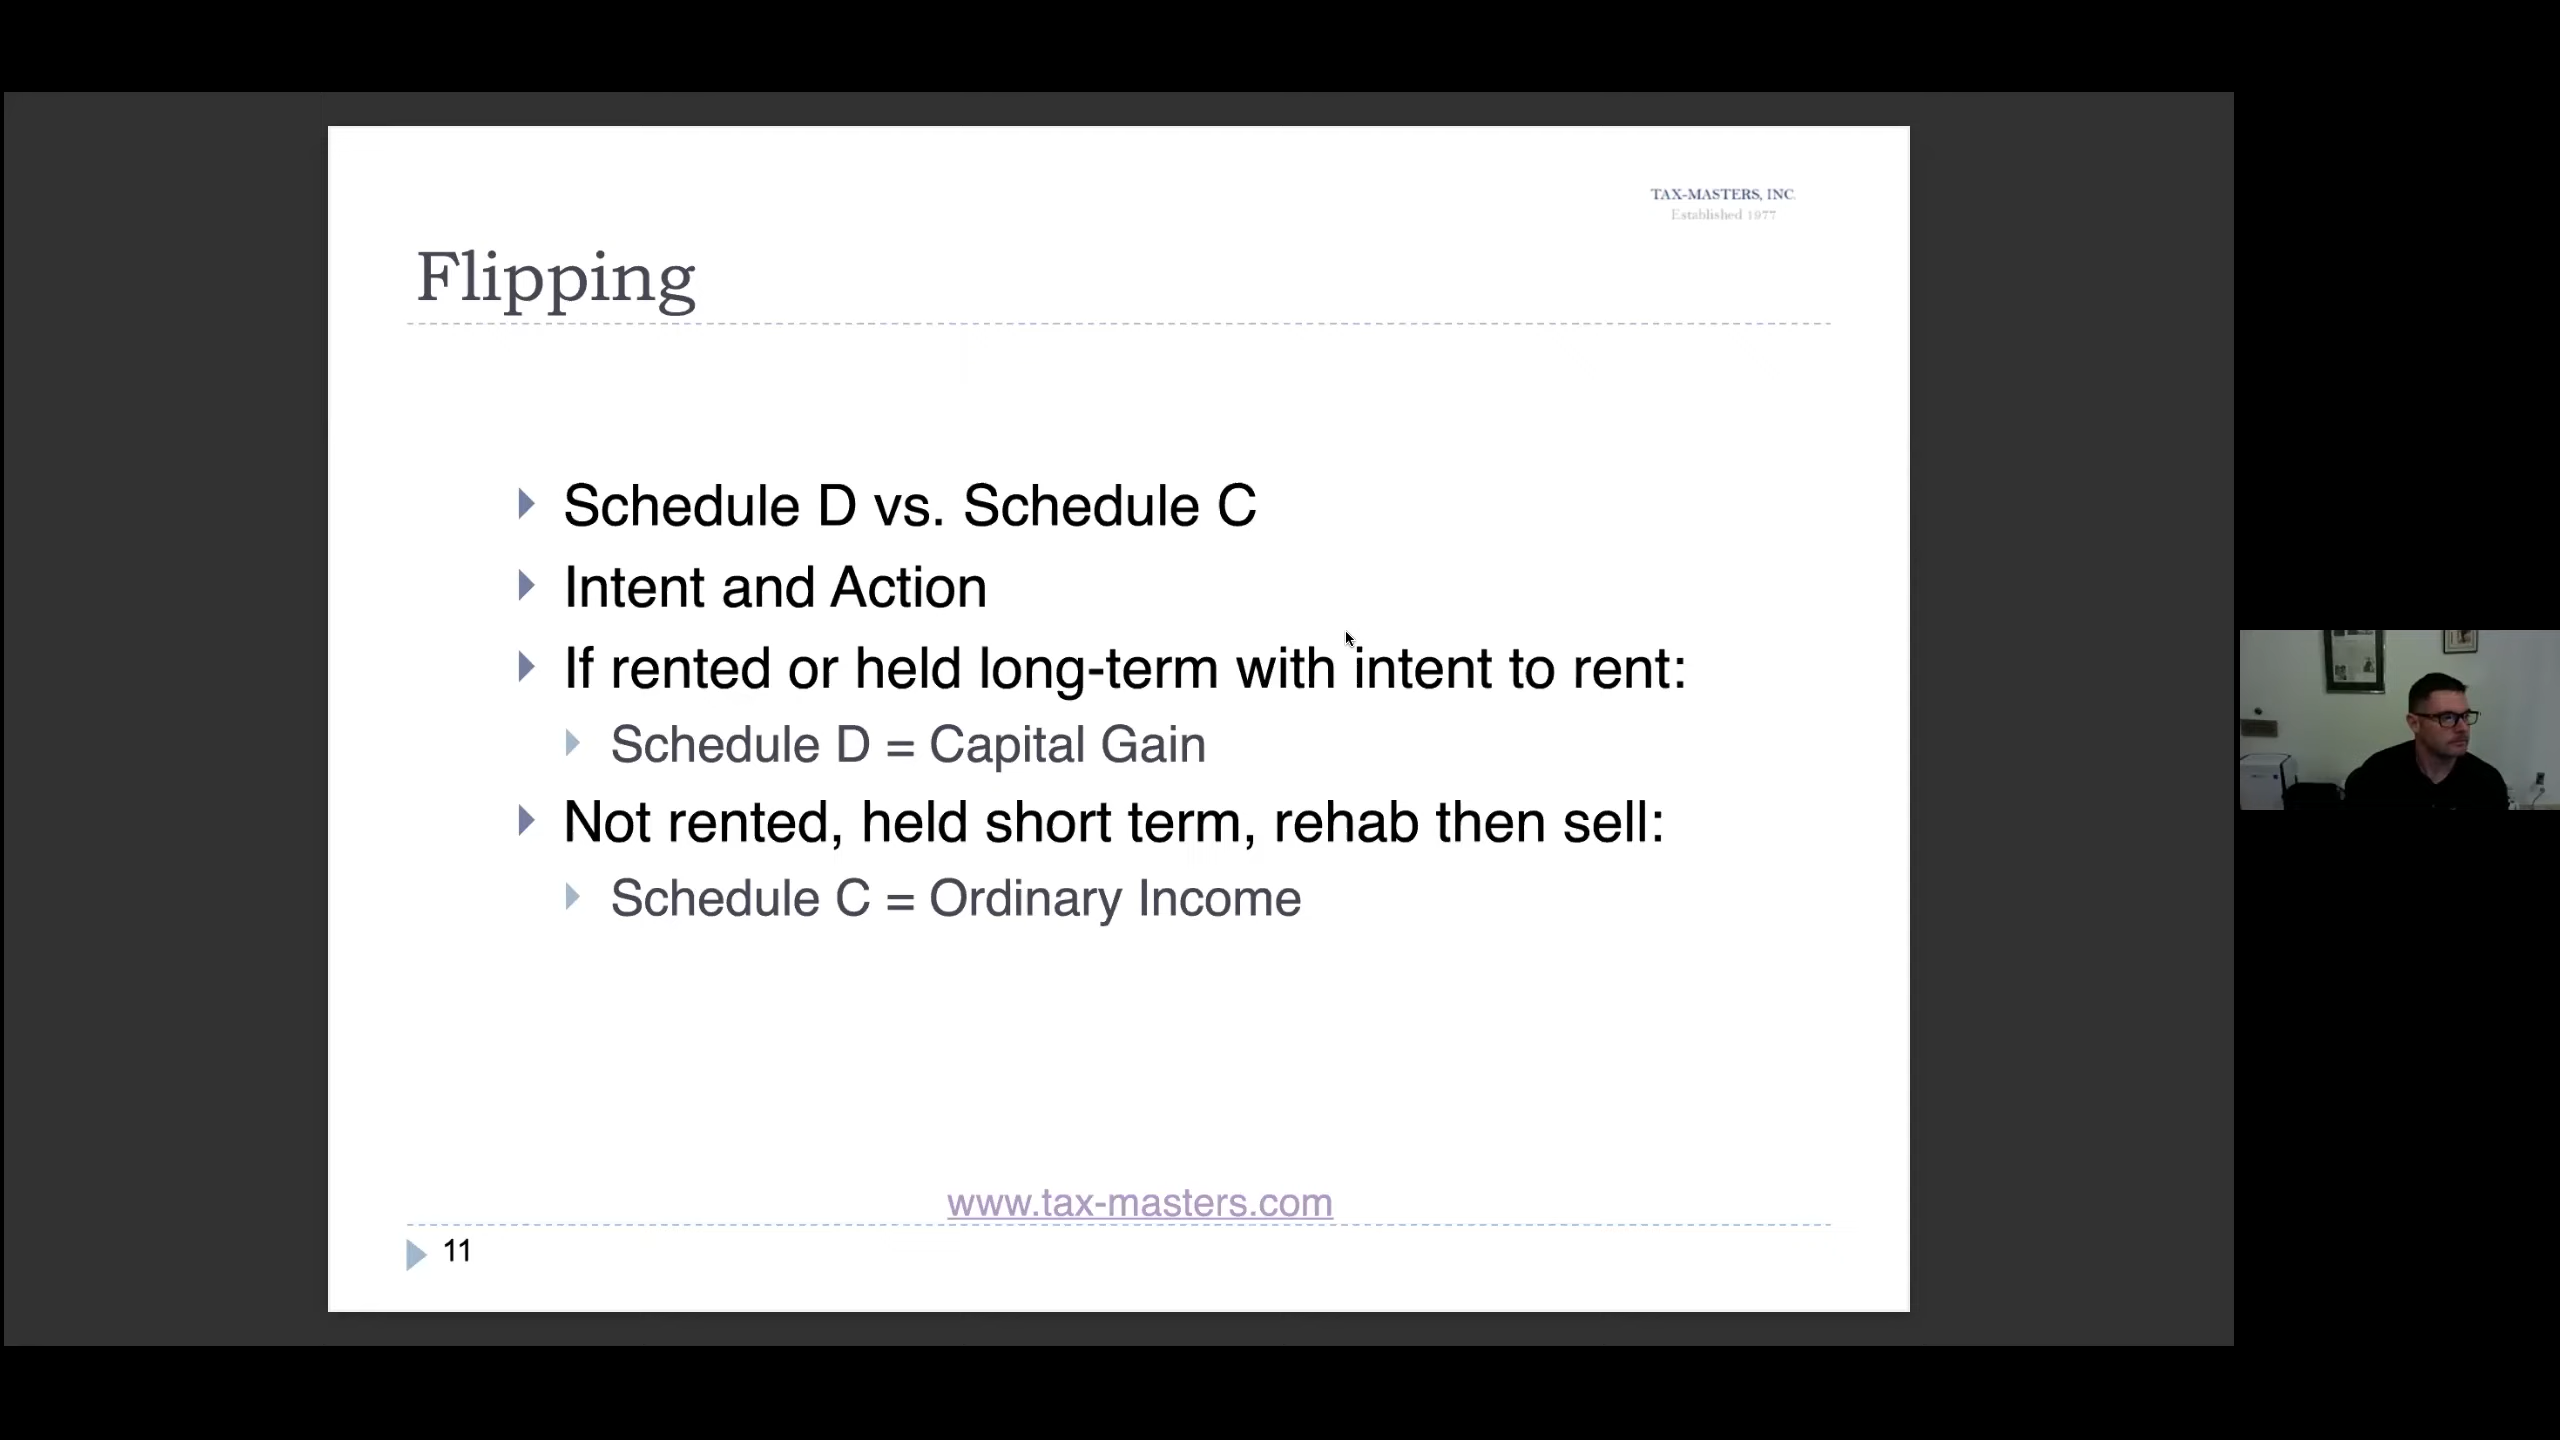 TAX-MASTERS, INC.
Established 1977
Flipping
Schedule D vs. Schedule C
Intent and Action
If rented or held long-term with intent to rent:
Schedule D = Capital Gain
Not rented, held short term, rehab then sell:
Schedule C = Ordinary Income
www.tax-masters.com
11